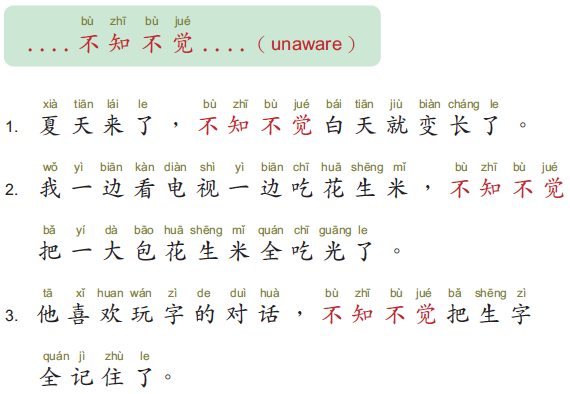 bù zhī bù jué
....不知不觉....（unaware）
xià tiān lái le bù zhī bù jué bái tiān jiù biàn cháng le
1. 夏天来了，不知不觉白天就变长了。
wǒ yì biān kàn diàn shì yì biān chī huā shēng mǐ bù zhī bù jué
2. 我一边看电视一边吃花生米，不知不觉
bǎ yí dà bāo huā shēng mǐ quán chī guāng le
把一大包花生米全吃光了。
tā xǐ huan wán zì de duì huà bù zhī bù jué bǎ shēng zì
3. 他喜欢玩字的对话，不知不觉把生字
quán jì zhù le
全记住了。